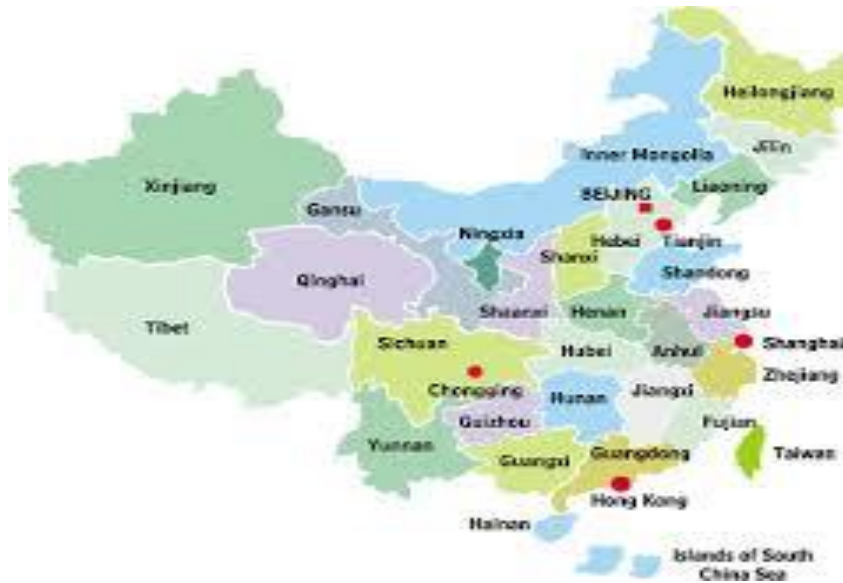 Heilongjiang
Jilin
Inner Mongolia
Liaoning
Xinjiang
BEIJING
Gansu
Ningxia
Hebei
Tianjin
Shanxi
Qinghai
Shandong
Shaanxi
Henan
Jiangsu
Tibet
Sichuan
Hubei
Anhui
Shanghai
Zhejiang
Chongqing
Hunan
Jiangxi
Guizhou
Fujian
Yunnan
Guangxi
Guangdong
Taiwan
Hong Kong
Hainan
Islands of South
China Sea